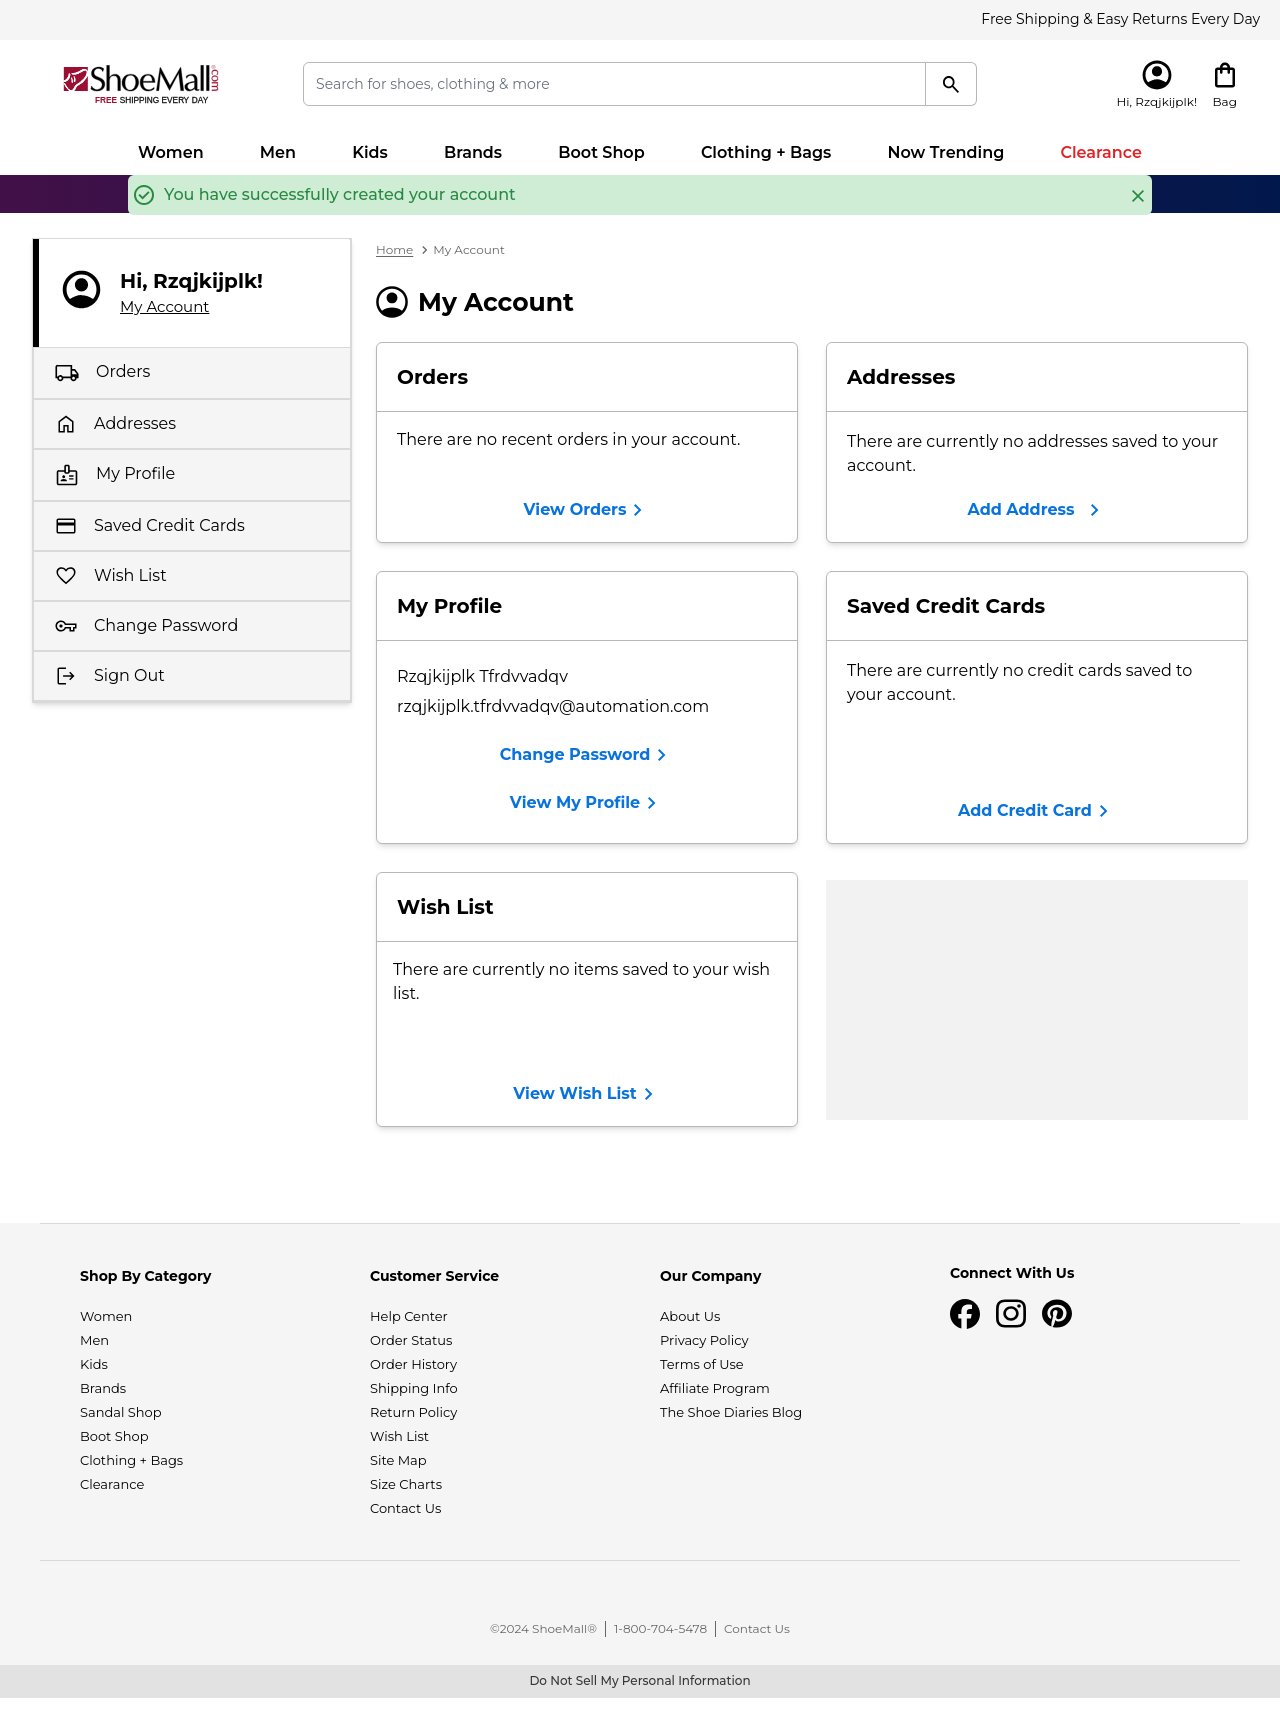 Free Shipping & Easy Returns Every Day
ShoeMall.com
FREE SHIPPING EVERY DAY
Search for shoes, clothing & more
Hi, Rzqjkijplk!
Bag
Women Men Kids Brands Boot Shop Clothing + Bags Now Trending Clearance
You have successfully created your account
Hi, Rzqjkijplk!
My Account
Orders
Addresses
My Profile
Saved Credit Cards
Wish List
Change Password
Sign Out
Home > My Account
My Account
Orders
There are no recent orders in your account.
View Orders
Addresses
There are currently no addresses saved to your
account.
Add Address
My Profile
Rzqjkijplk Tfrdvvadqv
rzqjkijplk.tfrdvvadqv@automation.com
Change Password
View My Profile
Saved Credit Cards
There are currently no credit cards saved to
your account.
Add Credit Card
Wish List
There are currently no items saved to your wish
list.
View Wish List
Shop By Category
Women
Men
Kids
Brands
Sandal Shop
Boot Shop
Clothing + Bags
Clearance
Customer Service
Help Center
Order Status
Order History
Shipping Info
Return Policy
Wish List
Site Map
Size Charts
Contact Us
Our Company
About Us
Privacy Policy
Terms of Use
Affiliate Program
The Shoe Diaries Blog
Connect With Us
©2024 ShoeMall® | 1-800-704-5478 | Contact Us
Do Not Sell My Personal Information